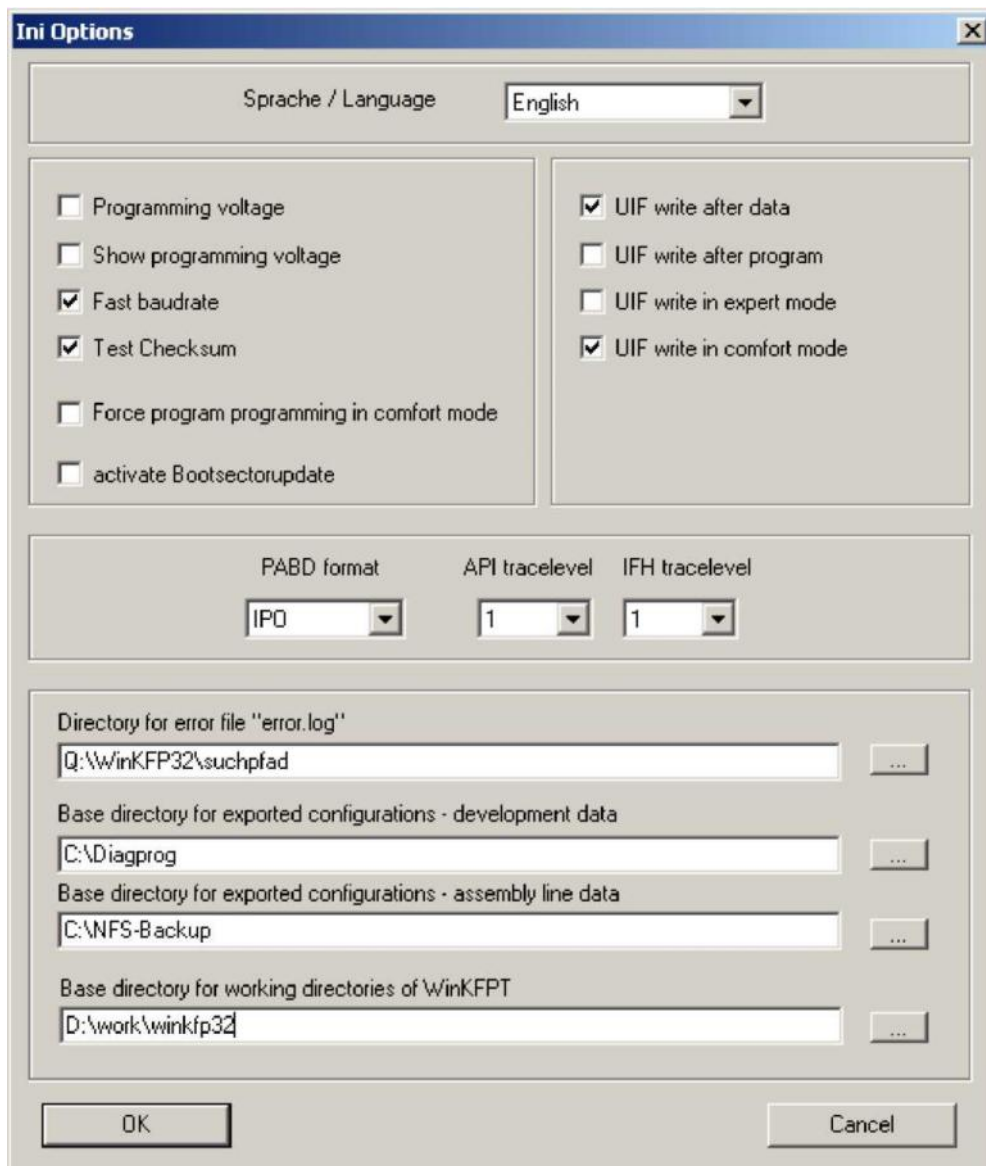 Ini Options
Sprache / Language English
Programming voltage
Show programming voltage
Fast baudrate
Test Checksum
Force program programming in comfort mode
activate Bootsectorupdate
UIF write after data
UIF write after program
UIF write in expert mode
UIF write in comfort mode
PABD format API tracelevel IFH tracelevel
IPO 1 1
Directory for error file "error.log"
Q:\WinKFP32\suchpfad
...
Base directory for exported configurations - development data
C:\Diagprog
...
Base directory for exported configurations - assembly line data
C:\NFS-Backup
...
Base directory for working directories of WinKFPT
D:\work\winkfp32
...
OK Cancel